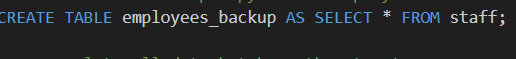 CREATE TABLE employees_backup AS SELECT * FROM staff;